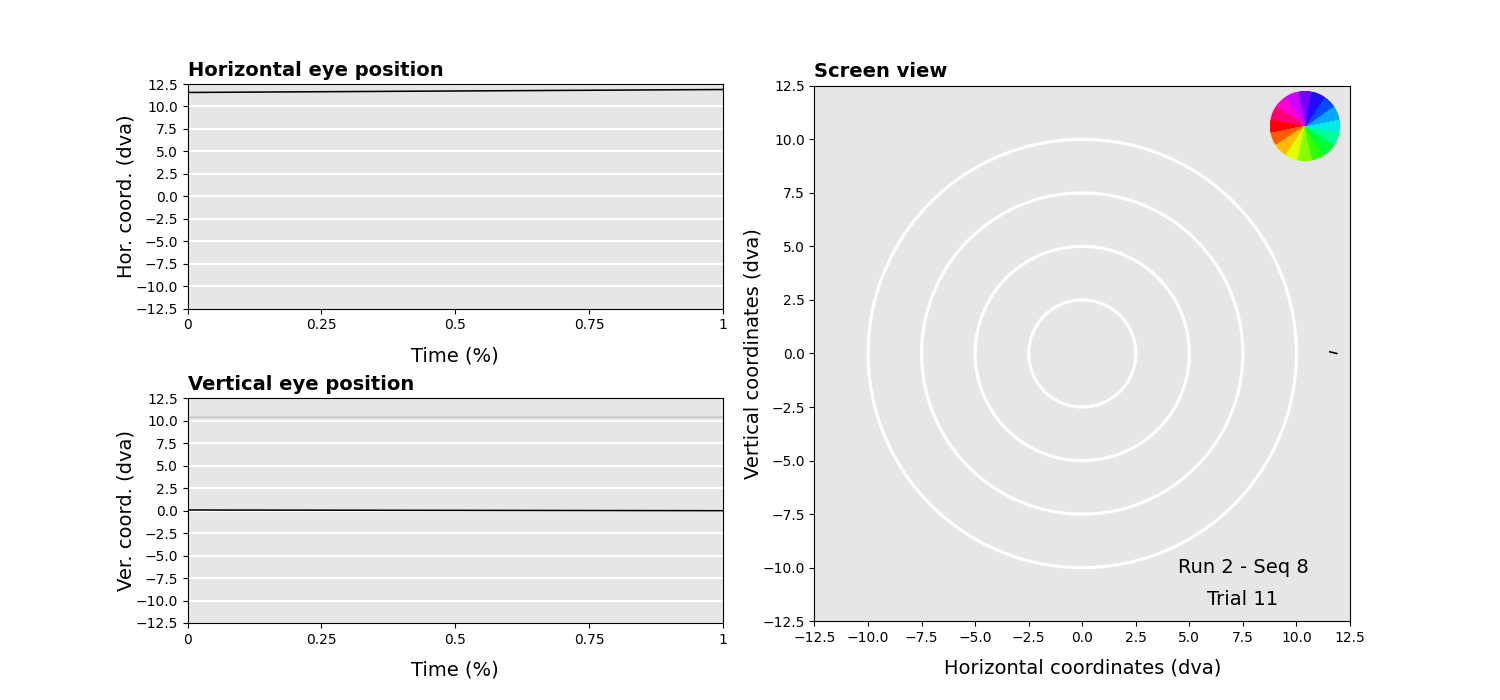 Horizontal eye position
12.5
10.0
7.5
5.0
2.5
0.0
−2.5
−5.0
−7.5
−10.0
−12.5
Hor. coord. (dva)
0 0.25 0.5 0.75 1
Time (%)
Vertical eye position
12.5
10.0
7.5
5.0
2.5
0.0
−2.5
−5.0
−7.5
−10.0
−12.5
Ver. coord. (dva)
0 0.25 0.5 0.75 1
Time (%)
Screen view
12.5
10.0
7.5
5.0
2.5
0.0
−2.5
−5.0
−7.5
−10.0
−12.5
Vertical coordinates (dva)
Run 2 - Seq 8
Trial 11
−12.5 −10.0 −7.5 −5.0 −2.5 0.0 2.5 5.0 7.5 10.0 12.5
Horizontal coordinates (dva)